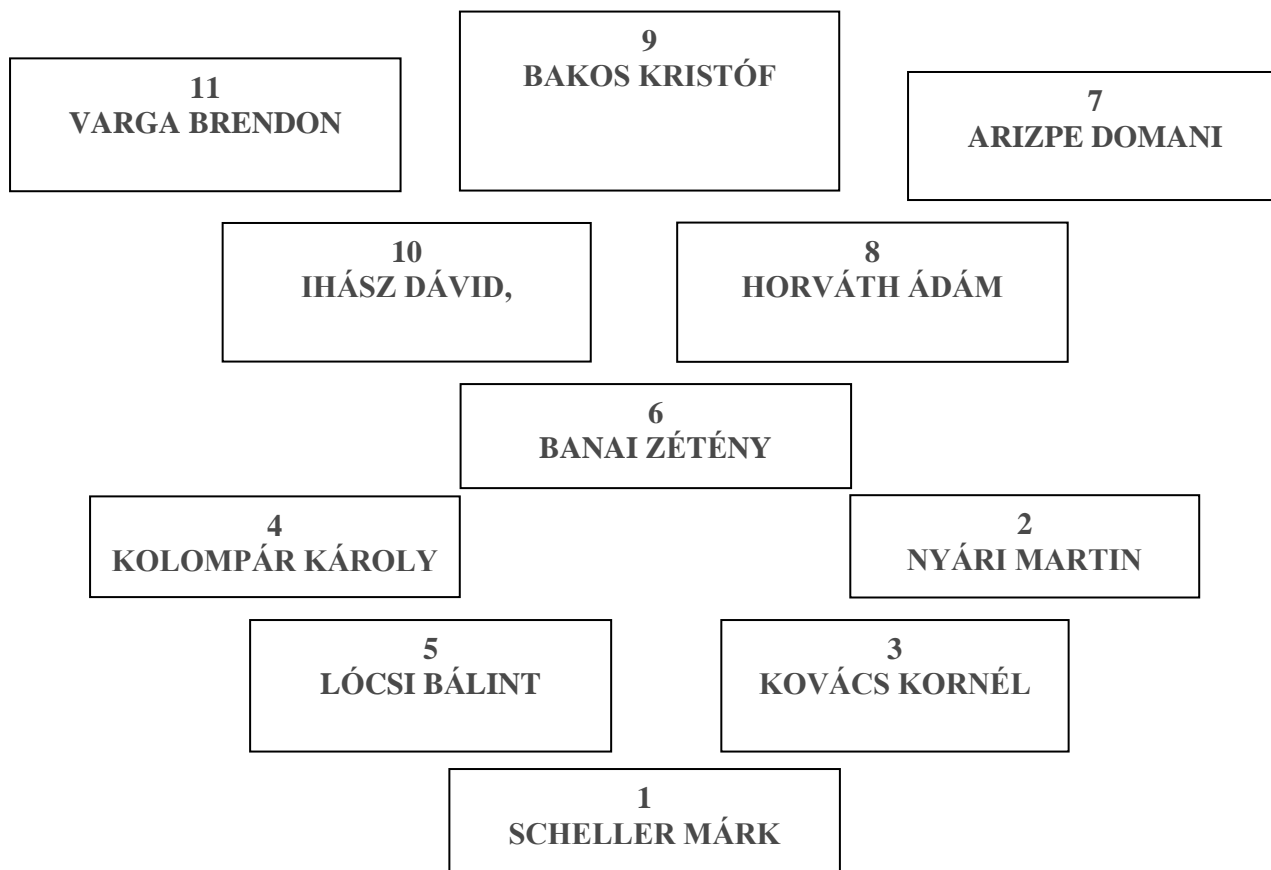 9
BAKOS KRISTÓF
11
VARGA BRENDON
7
ARIZPE DOMANI
10
IHÁSZ DÁVID,
8
HORVÁTH ÁDÁM
6
BANAI ZÉTÉNY
4
KOLOMPÁR KÁROLY
2
NYÁRI MARTIN
5
LÓCSI BÁLINT
3
KOVÁCS KORNÉL
1
SCHELLER MÁRK